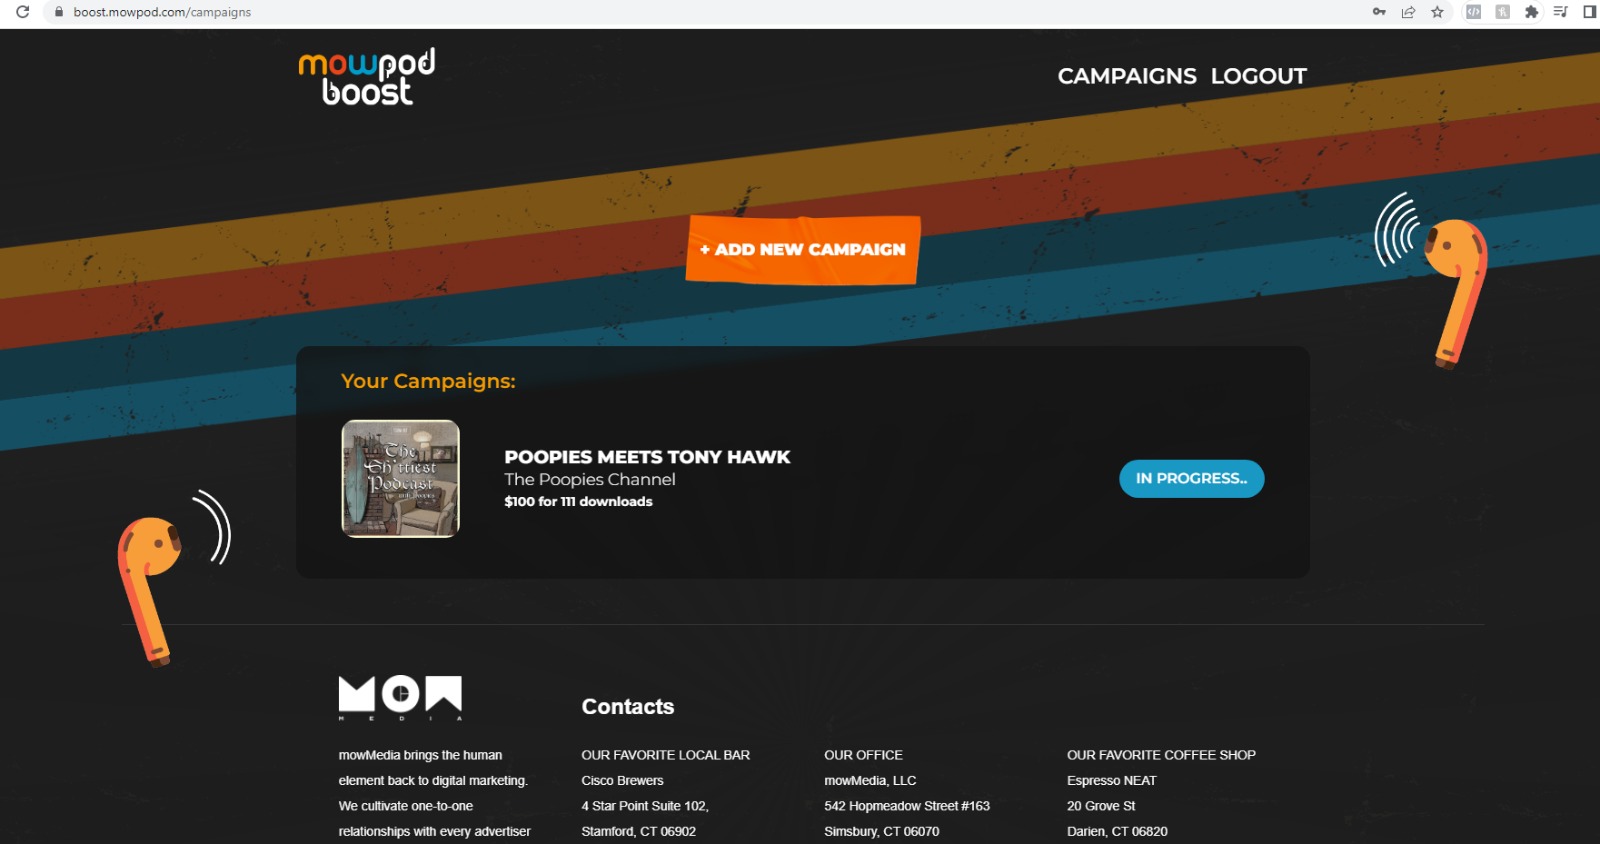 boost.mowpod.com/campaigns
mowpod
boost
CAMPAIGNS LOGOUT
+ ADD NEW CAMPAIGN
Your Campaigns:
The
Sh*ttiest
Podcast
with Poopies
POOPIES MEETS TONY HAWK
The Poopies Channel
$100 for 111 downloads
IN PROGRESS..
MOW
MEDIA
mowMedia brings the human
element back to digital marketing.
We cultivate one-to-one
relationships with every advertiser
Contacts
OUR FAVORITE LOCAL BAR
Cisco Brewers
4 Star Point Suite 102,
Stamford, CT 06902
OUR OFFICE
mowMedia, LLC
542 Hopmeadow Street #163
Simsbury, CT 06070
OUR FAVORITE COFFEE SHOP
Espresso NEAT
20 Grove St
Darien, CT 06820